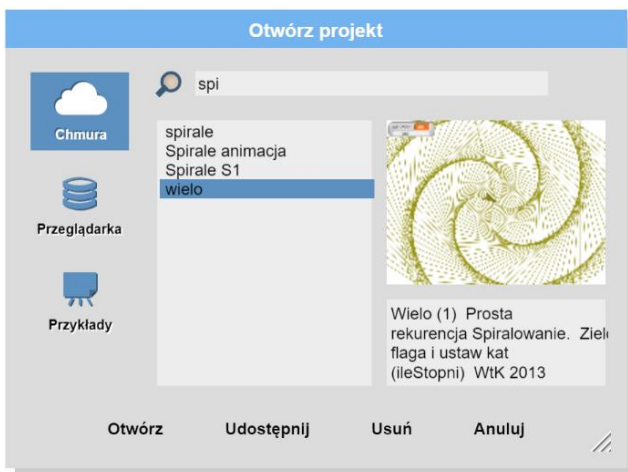 Otwórz projekt
spi
Chmura
Przeglądarka
Przykłady
spirale
Spirale animacja
Spirale S1
wielo
Wielo (1) Prosta
rekurencja Spiralowanie. Ziel
flaga i ustaw kat
(ileStopni) WtK 2013
Otwórz
Udostępnij
Usuń
Anuluj